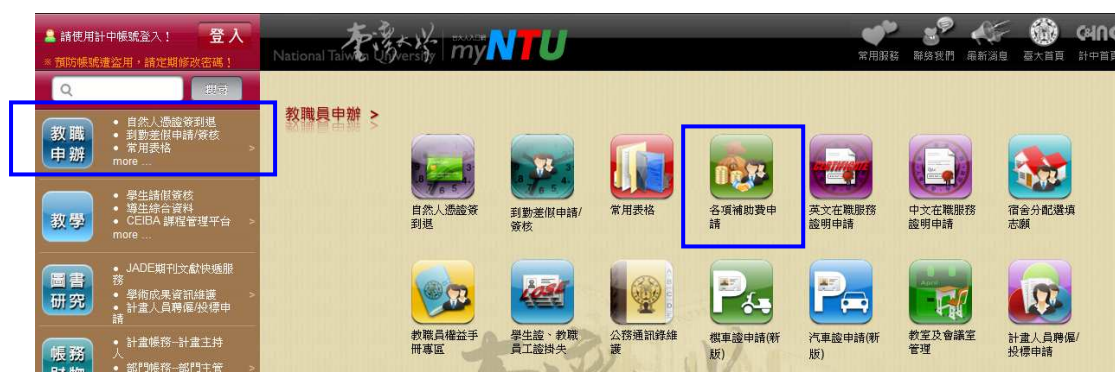 請使用計中帳號登入！
登入
※ 預防帳號遭盜用，請定期修改密碼！
搜尋
National Taiwan University
臺灣大學
myNTU
常用服務
聯絡我們
最新消息
臺大首頁
計中首頁
教職
申辦
• 自然人憑證簽到退
• 到勤差假申請/簽核
• 常用表格
more ...
>
教學
• 學生請假簽核
• 導生綜合資料
• CEIBA 課程管理平台
more ...
>
圖書
研究
• JADE期刊文獻快遞服
務
• 學術成果資訊維護
• 計畫人員聘僱/投標申
請
>
帳務
財物
• 計畫帳務--計畫主持
人
• 部門帳務--部門主管
>
教職員申辦 >
自然人憑證簽
到退
到勤差假申請/
簽核
常用表格
各項補助費申
請
英文在職服務
證明申請
中文在職服務
證明申請
宿舍分配選填
志願
教職員權益手
冊專區
學生證、教職
員工證掛失
公務通訊錄維
護
機車證申請(新
版)
汽車證申請(新
版)
教室及會議室
管理
計畫人員聘僱/
投標申請